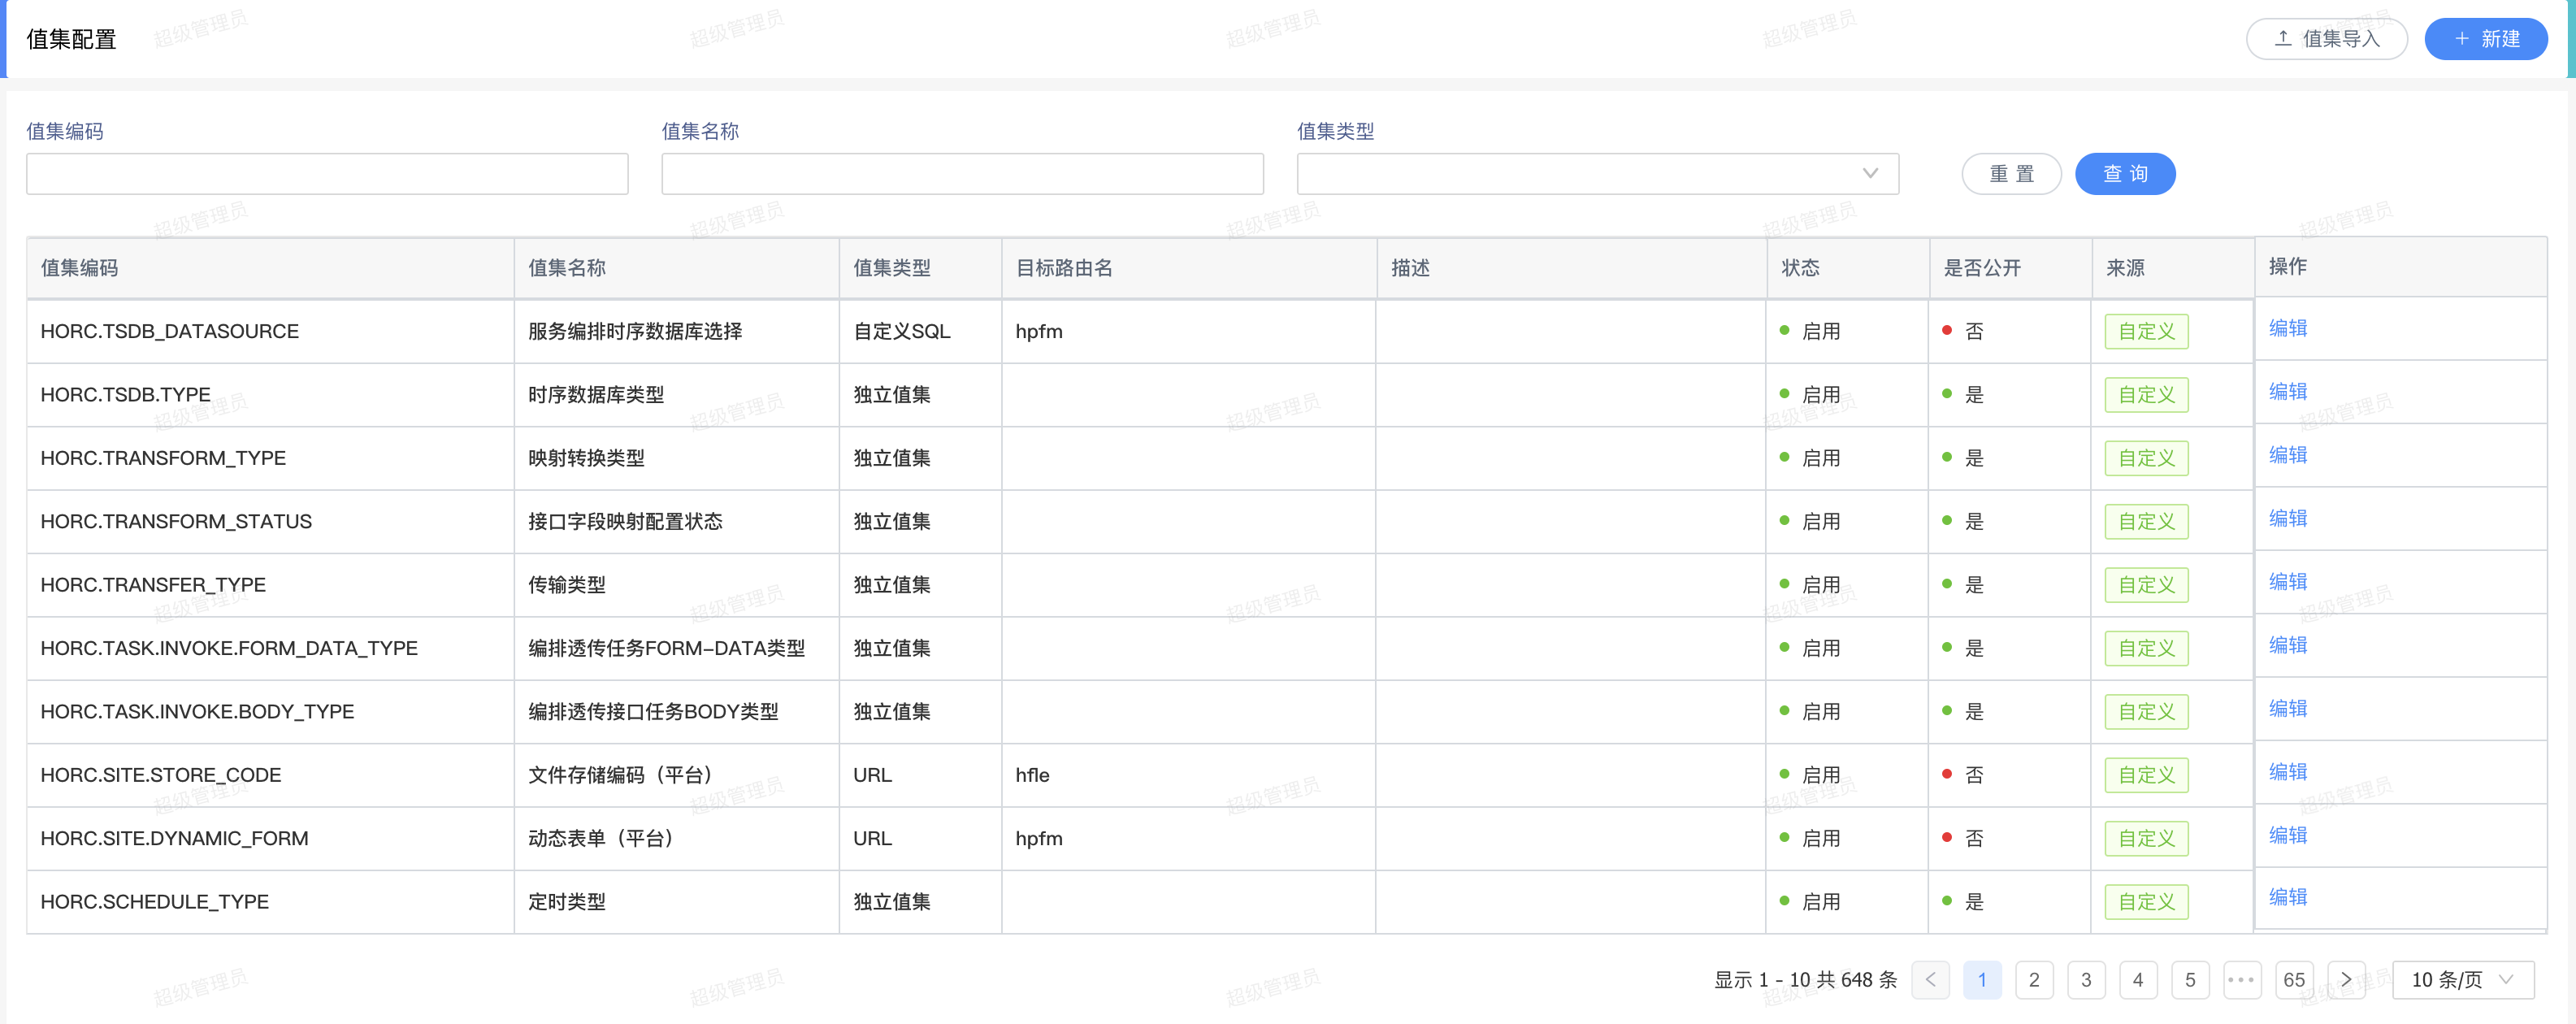 值集配置
值集导入 新建
值集编码 值集名称 值集类型
重 置 查 询
值集编码 值集名称 值集类型 目标路由名 描述 状态 是否公开 来源 操作
HORC.TSDB_DATASOURCE 服务编排时序数据库选择 自定义SQL hpfm 启用 否 自定义 编辑
HORC.TSDB.TYPE 时序数据库类型 独立值集 启用 是 自定义 编辑
HORC.TRANSFORM_TYPE 映射转换类型 独立值集 启用 是 自定义 编辑
HORC.TRANSFORM_STATUS 接口字段映射配置状态 独立值集 启用 是 自定义 编辑
HORC.TRANSFER_TYPE 传输类型 独立值集 启用 是 自定义 编辑
HORC.TASK.INVOKE.FORM_DATA_TYPE 编排透传任务FORM-DATA类型 独立值集 启用 是 自定义 编辑
HORC.TASK.INVOKE.BODY_TYPE 编排透传接口任务BODY类型 独立值集 启用 是 自定义 编辑
HORC.SITE.STORE_CODE 文件存储编码（平台） URL hfle 启用 否 自定义 编辑
HORC.SITE.DYNAMIC_FORM 动态表单（平台） URL hpfm 启用 否 自定义 编辑
HORC.SCHEDULE_TYPE 定时类型 独立值集 启用 是 自定义 编辑
显示 1 - 10 共 648 条 1 2 3 4 5 ••• 65 10 条/页
超级管理员